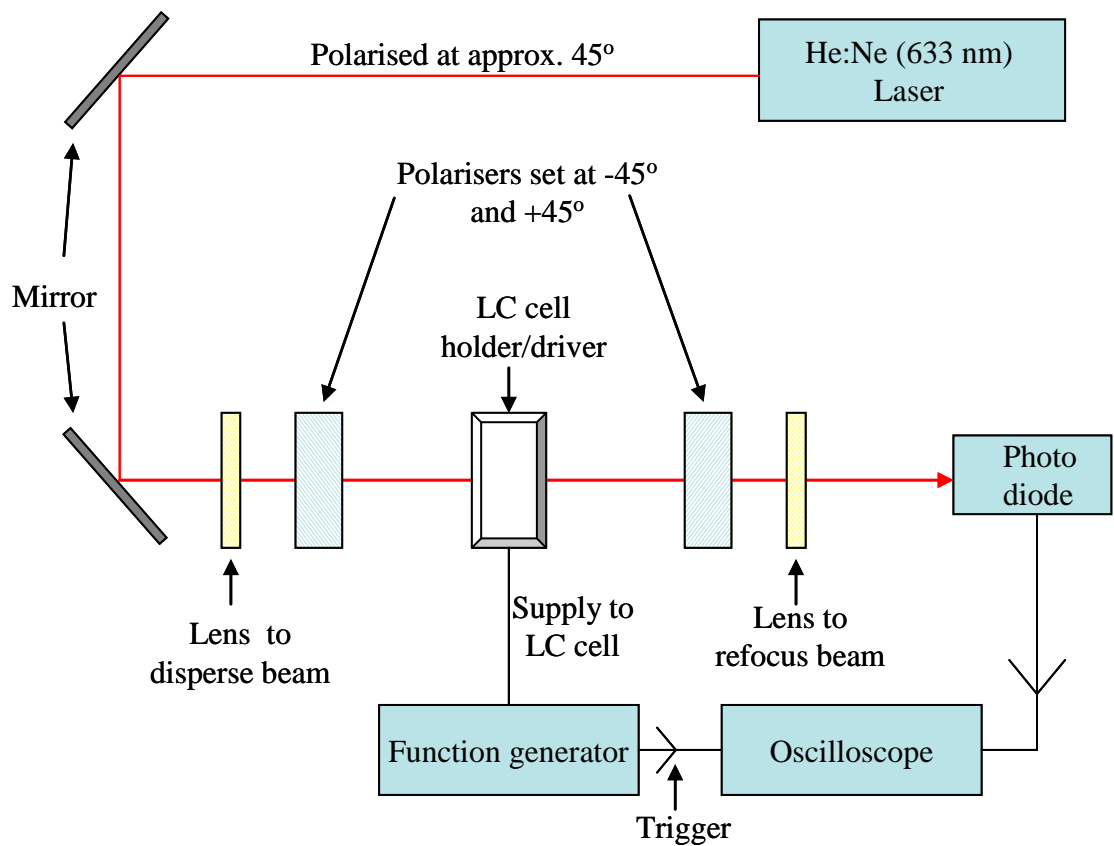 He:Ne (633 nm)
Laser
Polarised at approx. 45º
Polarisers set at -45º
and +45º
Mirror
LC cell
holder/driver
Photo
diode
Lens to
disperse beam
Supply to
LC cell
Lens to
refocus beam
Function generator
Oscilloscope
Trigger